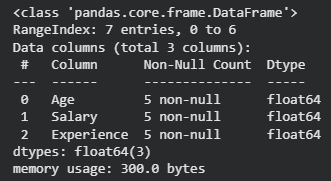 <class 'pandas.core.frame.DataFrame'>
RangeIndex: 7 entries, 0 to 6
Data columns (total 3 columns):
 #   Column      Non-Null Count  Dtype
---  ------      --------------  -----
 0   Age         5 non-null      float64
 1   Salary      5 non-null      float64
 2   Experience  5 non-null      float64
dtypes: float64(3)
memory usage: 300.0 bytes